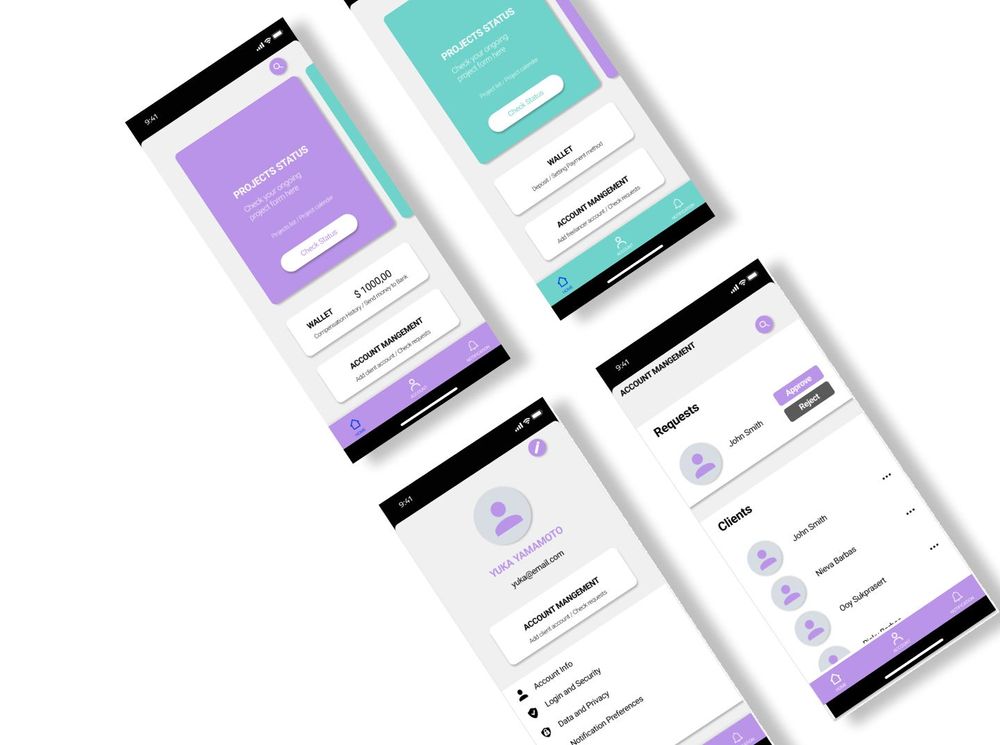 9:41
PROJECTS STATUS
Check your ongoing
project form here
Projects list / Project calendar
Check Status
WALLET
$ 1000,00
Compensation History / Send money to Bank
ACCOUNT MANGEMENT
Add client account / Check requests
HOME
ACCOUNT
NOTIFICATION
PROJECTS STATUS
Check your ongoing
project form here
Project list / Project calendar
Check Status
WALLET
Deposit / Setting Payment method
ACCOUNT MANGEMENT
Add freelancer account / Check requests
HOME
ACCOUNT
NOTIFICATION
9:41
YUKA YAMAMOTO
yuka@email.com
ACCOUNT MANGEMENT
Add client account / Check requests
Account Info
Login and Security
Data and Privacy
Notification Preferences
NOTIFICATION
9:41
ACCOUNT MANGEMENT
Requests
John Smith
Approve
Reject
Clients
John Smith
Nieva Barbas
Ooy Sukprasert
HOME
ACCOUNT
NOTIFICATION